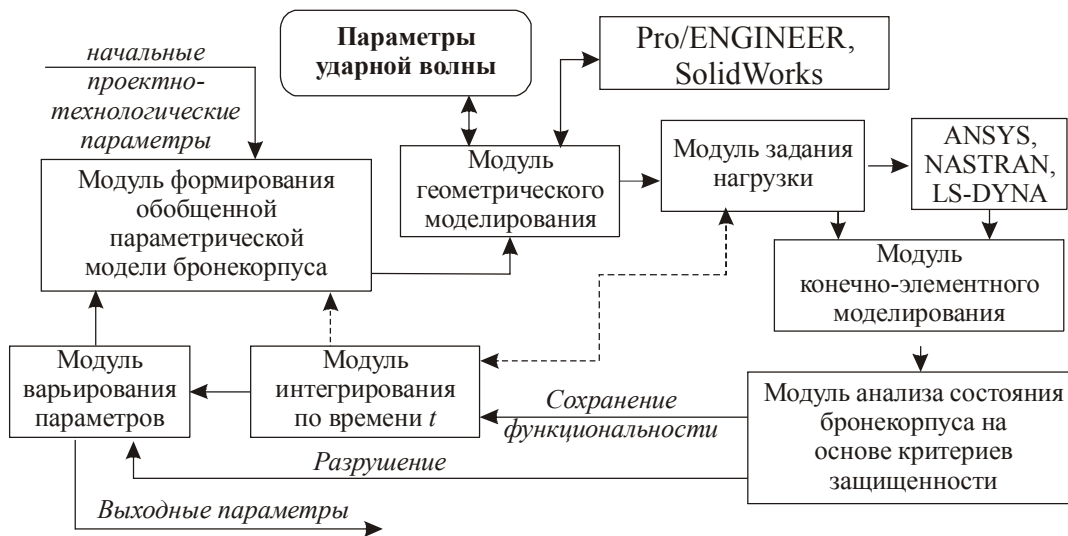 начальные
проектно-
технологические
параметры
Параметры
ударной волны
Pro/ENGINEER,
SolidWorks
Модуль формирования
обобщенной
параметрической
модели бронекорпуса
Модуль
геометрического
моделирования
Модуль задания
нагрузки
ANSYS,
NASTRAN,
LS-DYNA
Модуль
конечно-элементного
моделирования
Модуль
варьирования
параметров
Модуль
интегрирования
по времени t
Сохранение
функциональности
Модуль анализа состояния
бронекорпуса на
основе критериев
защищенности
Разрушение
Выходные параметры